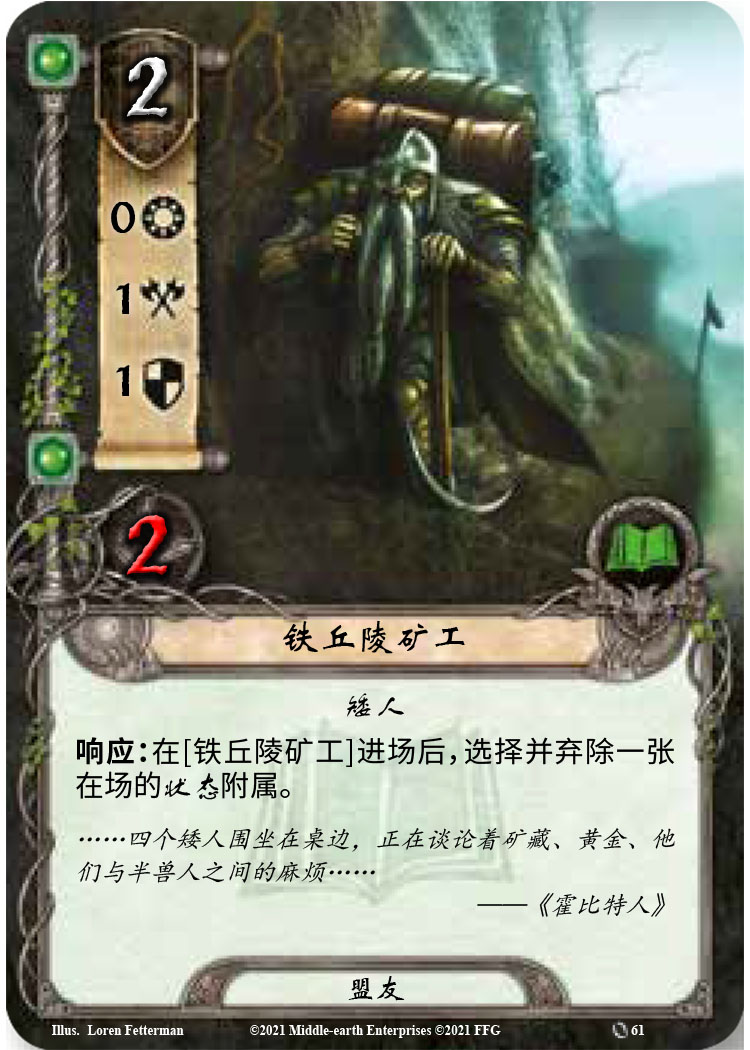 2
0
1
1
2
铁丘陵矿工
矮人
响应：在[铁丘陵矿工]进场后，选择并弃除一张
在场的状态附属。
……四个矮人围坐在桌边，正在谈论着矿藏、黄金、他
们与半兽人之间的麻烦……
——《霍比特人》
盟友
Illus. Loren Fetterman ©2021 Middle-earth Enterprises ©2021 FFG 61